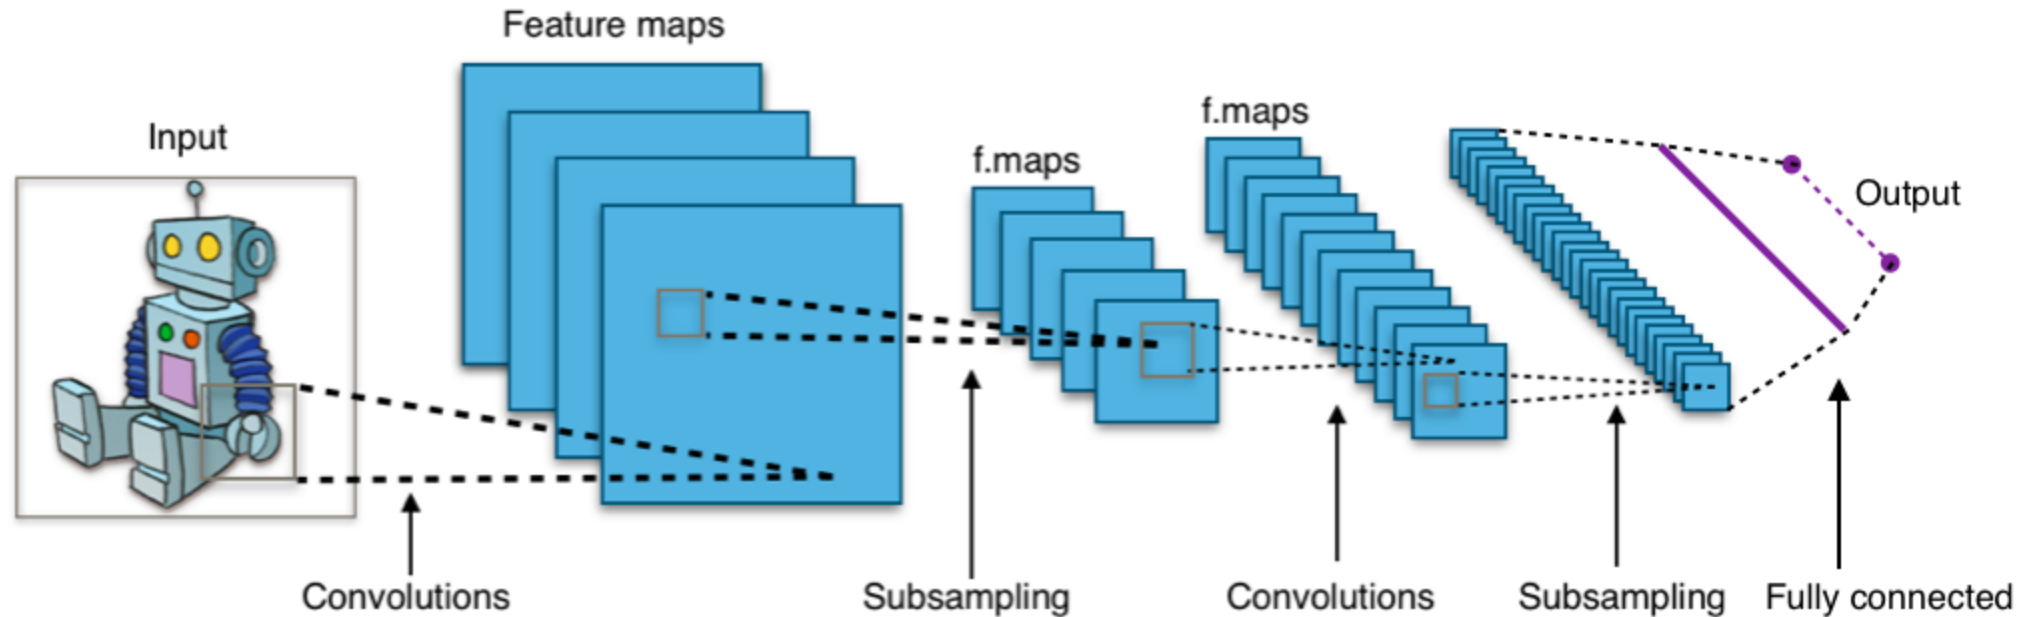 Feature maps
f.maps
Input
f.maps
Output
Convolutions
Subsampling
Convolutions
Subsampling
Fully connected